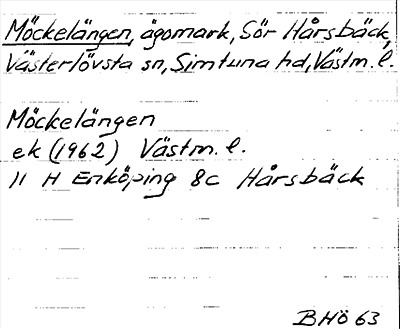 Möckelängen, ägomark, Sör Hårsbäck,
Västerlövsta sn, Simtuna hd, Västm. l.
Möckelängen
ek (1962) Västm. l.
11 H Enköping 8c Hårsbäck
BHÖ 63